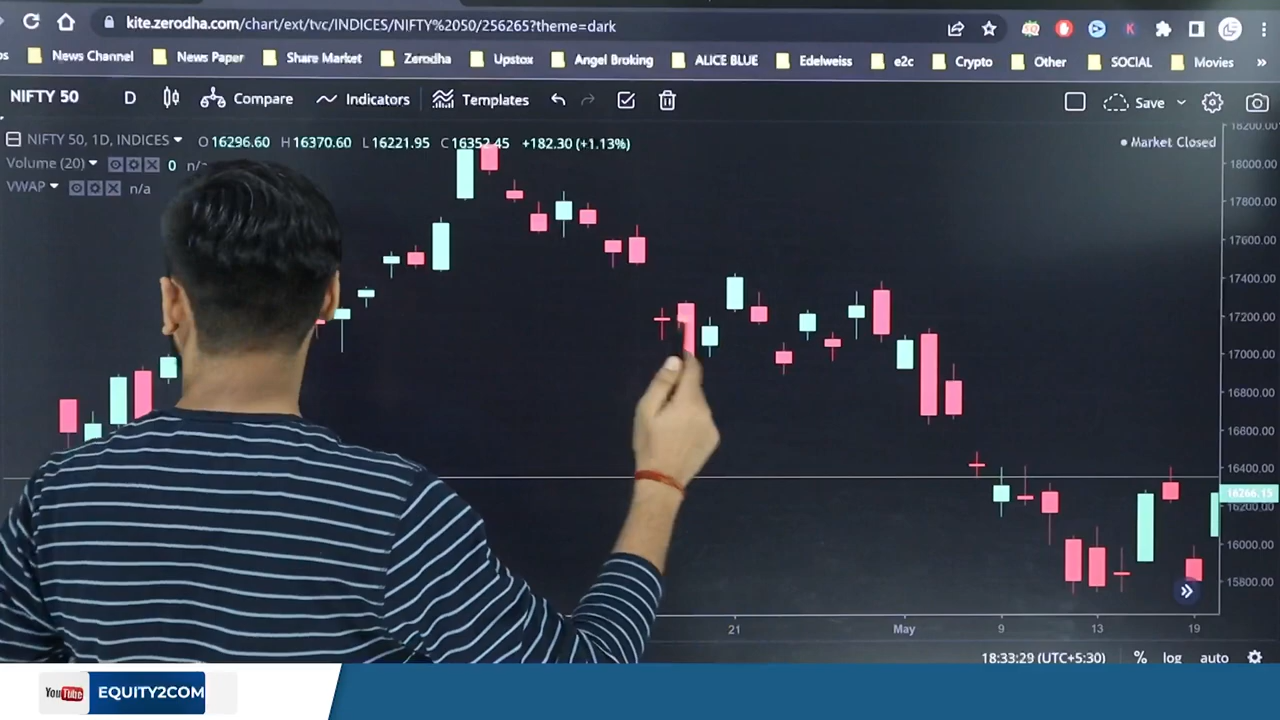 kite.zerodha.com/chart/ext/tvc/INDICES/NIFTY%2050/256265?theme=dark
News Channel News Paper Share Market Zerodha Upstox Angel Broking ALICE BLUE Edelweiss e2c Crypto Other SOCIAL Movies »
NIFTY 50 D Compare Indicators Templates Save
NIFTY 50, 1D, INDICES O16296.60 H16370.60 L16221.95 C16352.45 +182.30 (+1.13%) Market Closed
Volume (20) 0 n/a
VWAP n/a
18200.00
18000.00
17800.00
17600.00
17400.00
17200.00
17000.00
16800.00
16600.00
16400.00
16266.15
16200.00
16000.00
15800.00
21 May 9 13 19
18:33:29 (UTC+5:30) % log auto
YouTube EQUITY2COM